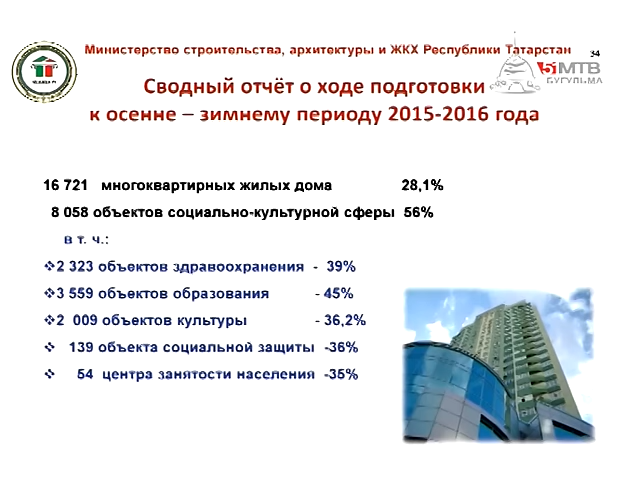 Министерство строительства, архитектуры и ЖКХ Республики Татарстан
34
Сводный отчёт о ходе подготовки
к осенне – зимнему периоду 2015-2016 года
МТВ
БУГУЛЬМА
16 721 многоквартирных жилых дома 28,1%
8 058 объектов социально-культурной сферы 56%
в т. ч.:
❖2 323 объектов здравоохранения - 39%
❖3 559 объектов образования - 45%
❖2 009 объектов культуры - 36,2%
❖ 139 объекта социальной защиты -36%
❖ 54 центра занятости населения -35%